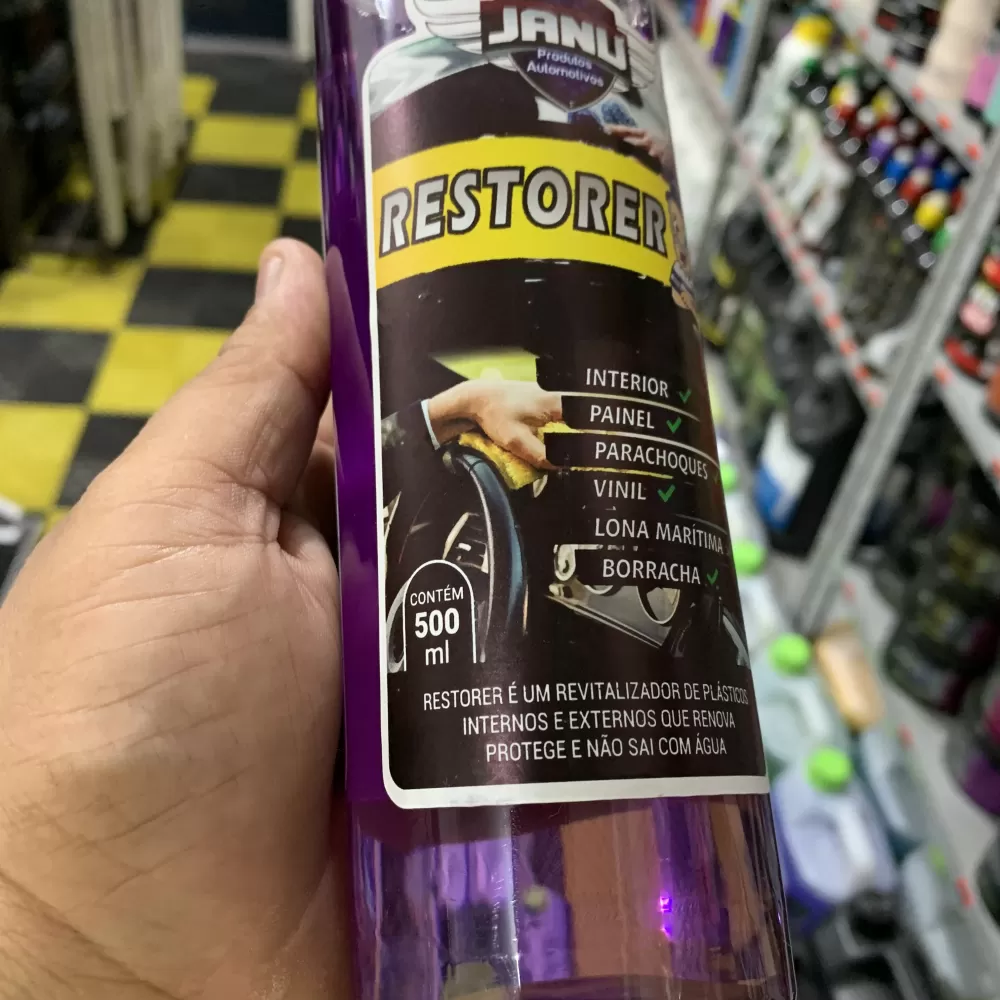 JANU
Produtos
Automotivos
RESTORER
INTERIOR
PAINEL
PARACHOQUES
VINIL
LONA MARÍTIMA
BORRACHA
CONTÉM
500
ml
RESTORER É UM REVITALIZADOR DE PLÁSTICOS
INTERNOS E EXTERNOS QUE RENOVA
PROTEGE E NÃO SAI COM ÁGUA